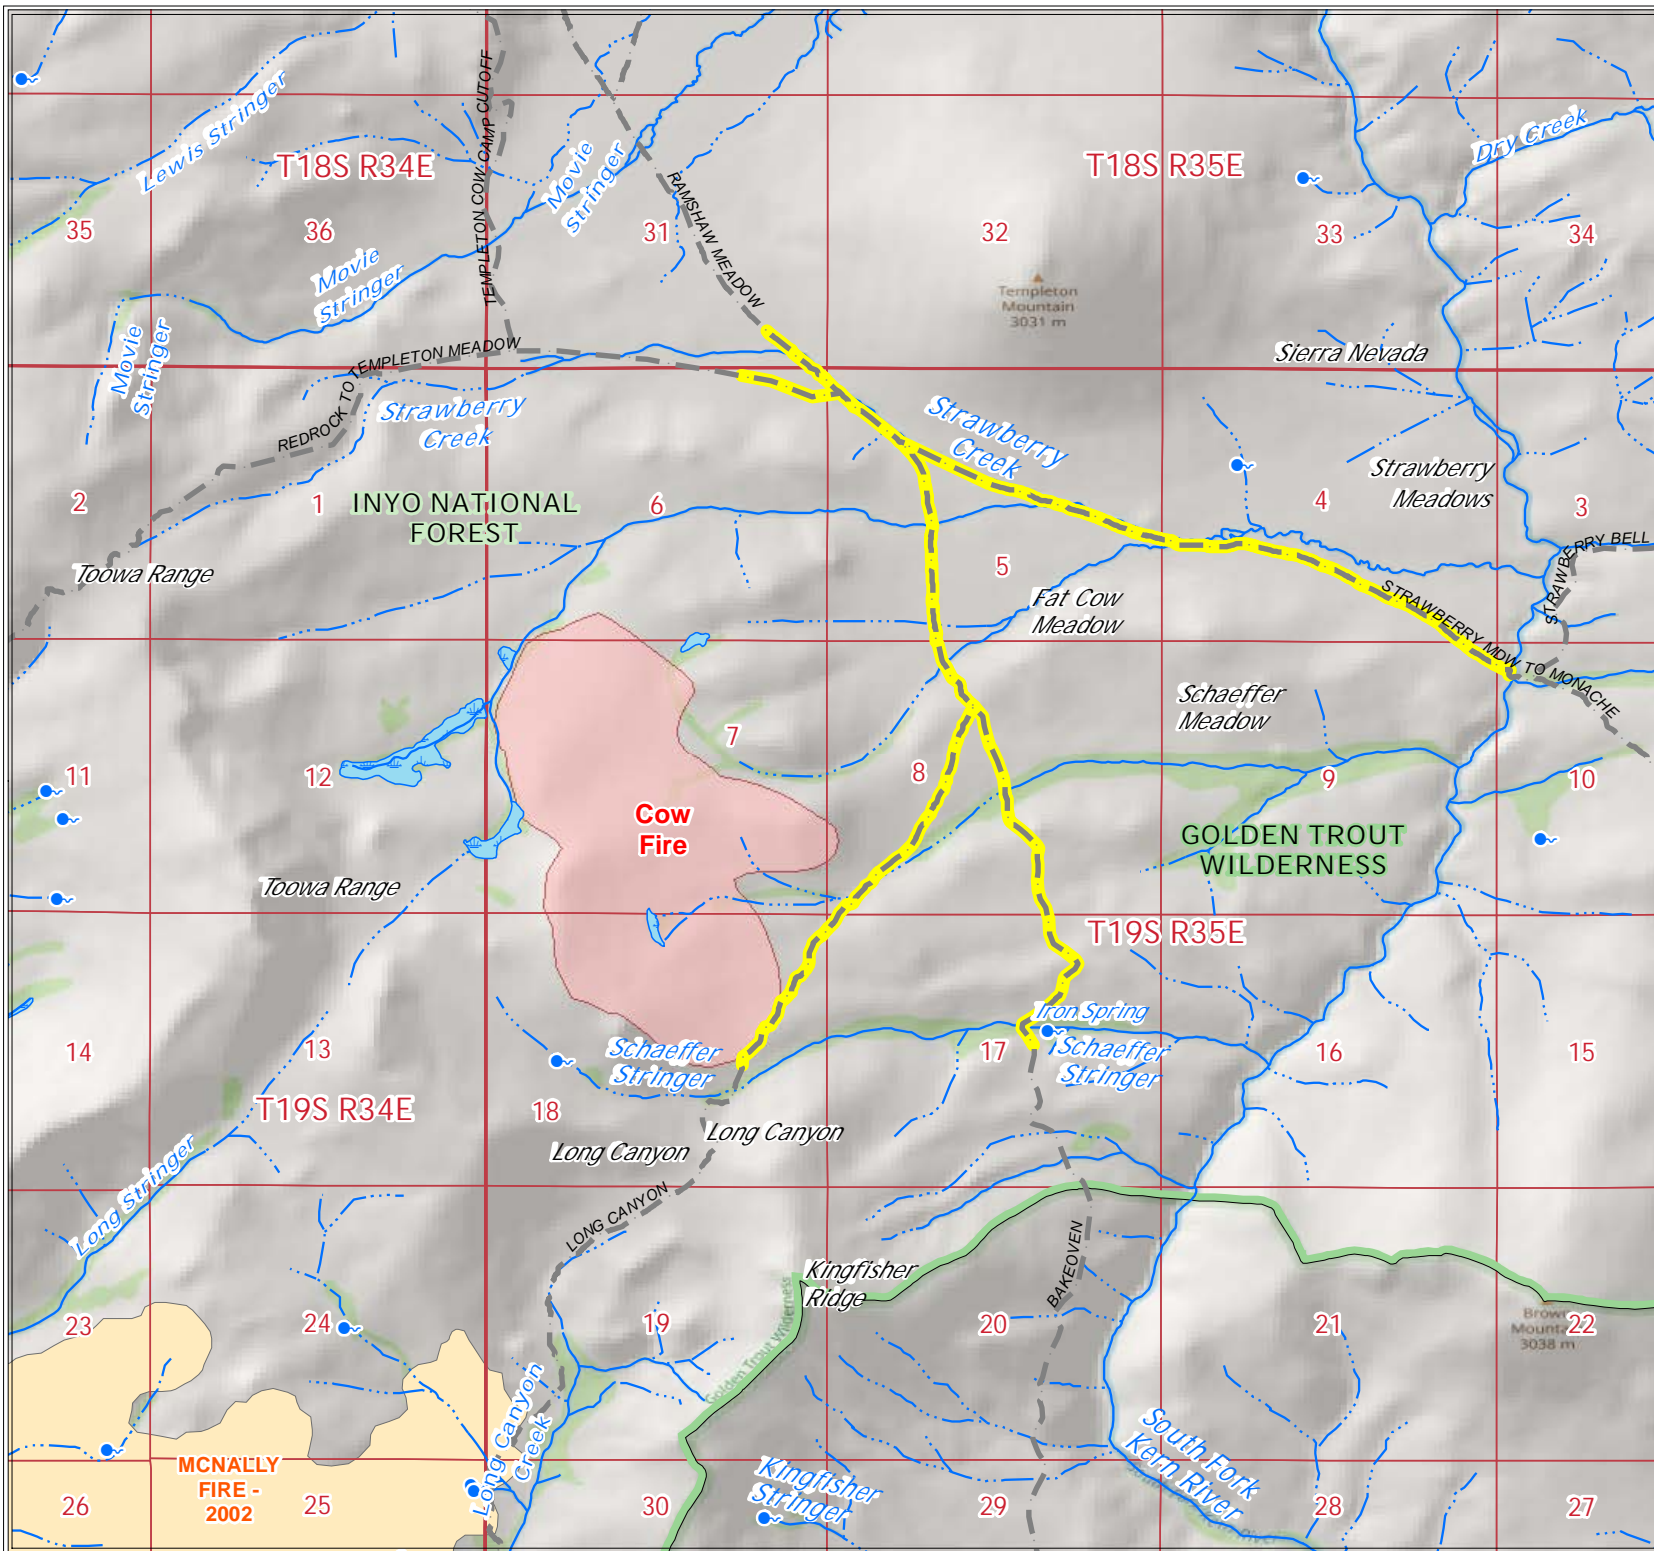 TEMPLETON COW CAMP CUTOFF
Lewis Stringer
Dry Creek
T18S R34E
T18S R35E
Movie
Stringer
RAMSHAW MEADOW
35
36
31
32
33
34
Movie
Stringer
Templeton
Mountain
3031 m
Movie
Stringer
REDROCK TO TEMPLETON MEADOW
Sierra Nevada
Strawberry
Creek
Strawberry
Creek
Strawberry
Meadows
2
1
INYO NATIONAL
FOREST
6
5
4
3
STRAWBERRY BELL
Toowa Range
Fat Cow
Meadow
STRAWBERRY MDW TO MONACHE
Schaeffer
Meadow
7
8
9
10
11
12
Cow
Fire
GOLDEN TROUT
WILDERNESS
Toowa Range
T19S R35E
Iron Spring
14
13
Schaeffer
Stringer
17
Schaeffer
Stringer
16
15
T19S R34E
18
Long Canyon
Long Canyon
Long Stringer
LONG CANYON
BAKEOVEN
Kingfisher
Ridge
Golden Trout Wilderness
23
24
19
20
21
22
Brown
Mountain
3038 m
Long Canyon
Creek
South Fork
Kern River
MCNALLY
FIRE -
2002
Kingfisher
Stringer
26
25
30
29
28
27